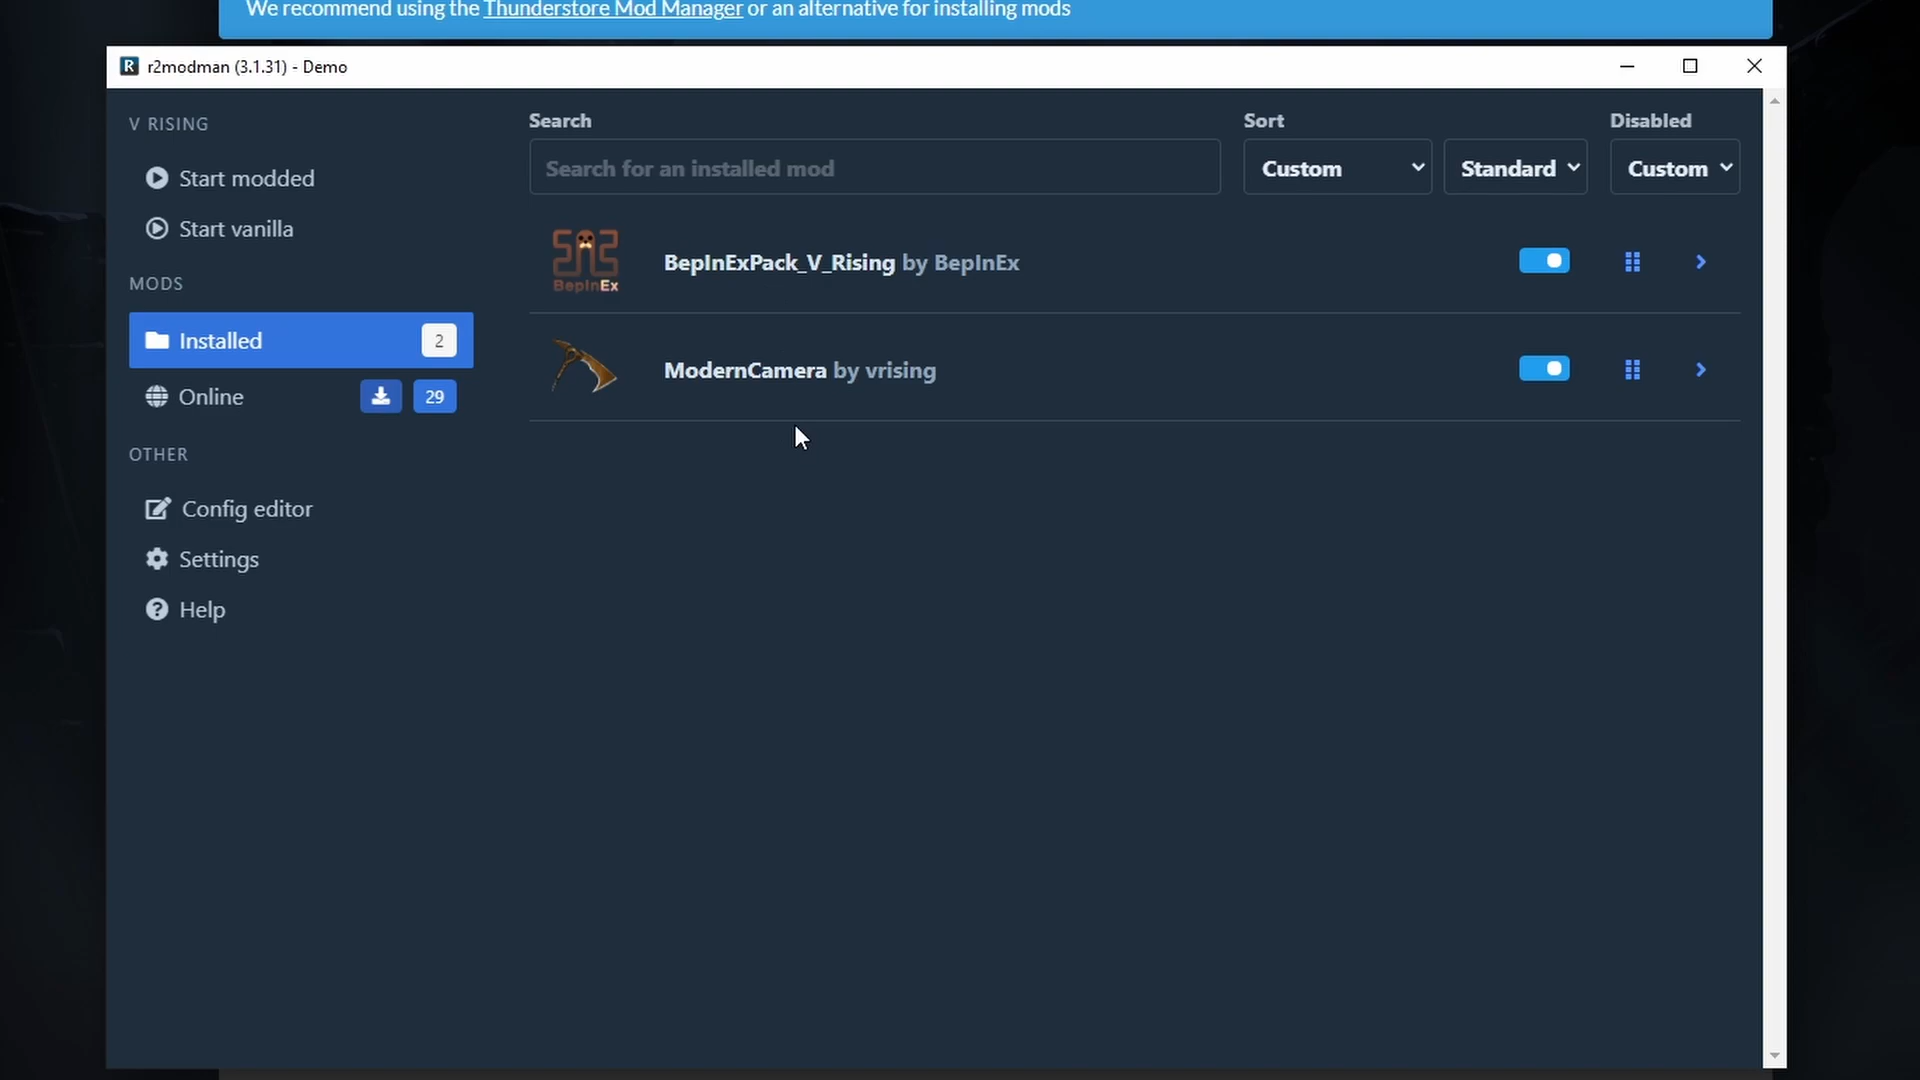 We recommend using the Thunderstore Mod Manager or an alternative for installing mods
R r2modman (3.1.31) - Demo
V RISING
Start modded
Start vanilla
MODS
Installed 2
Online 29
OTHER
Config editor
Settings
Help
Search
Search for an installed mod
Sort
Custom
Standard
Disabled
Custom
BepInEx
BepInExPack_V_Rising by BepInEx
ModernCamera by vrising